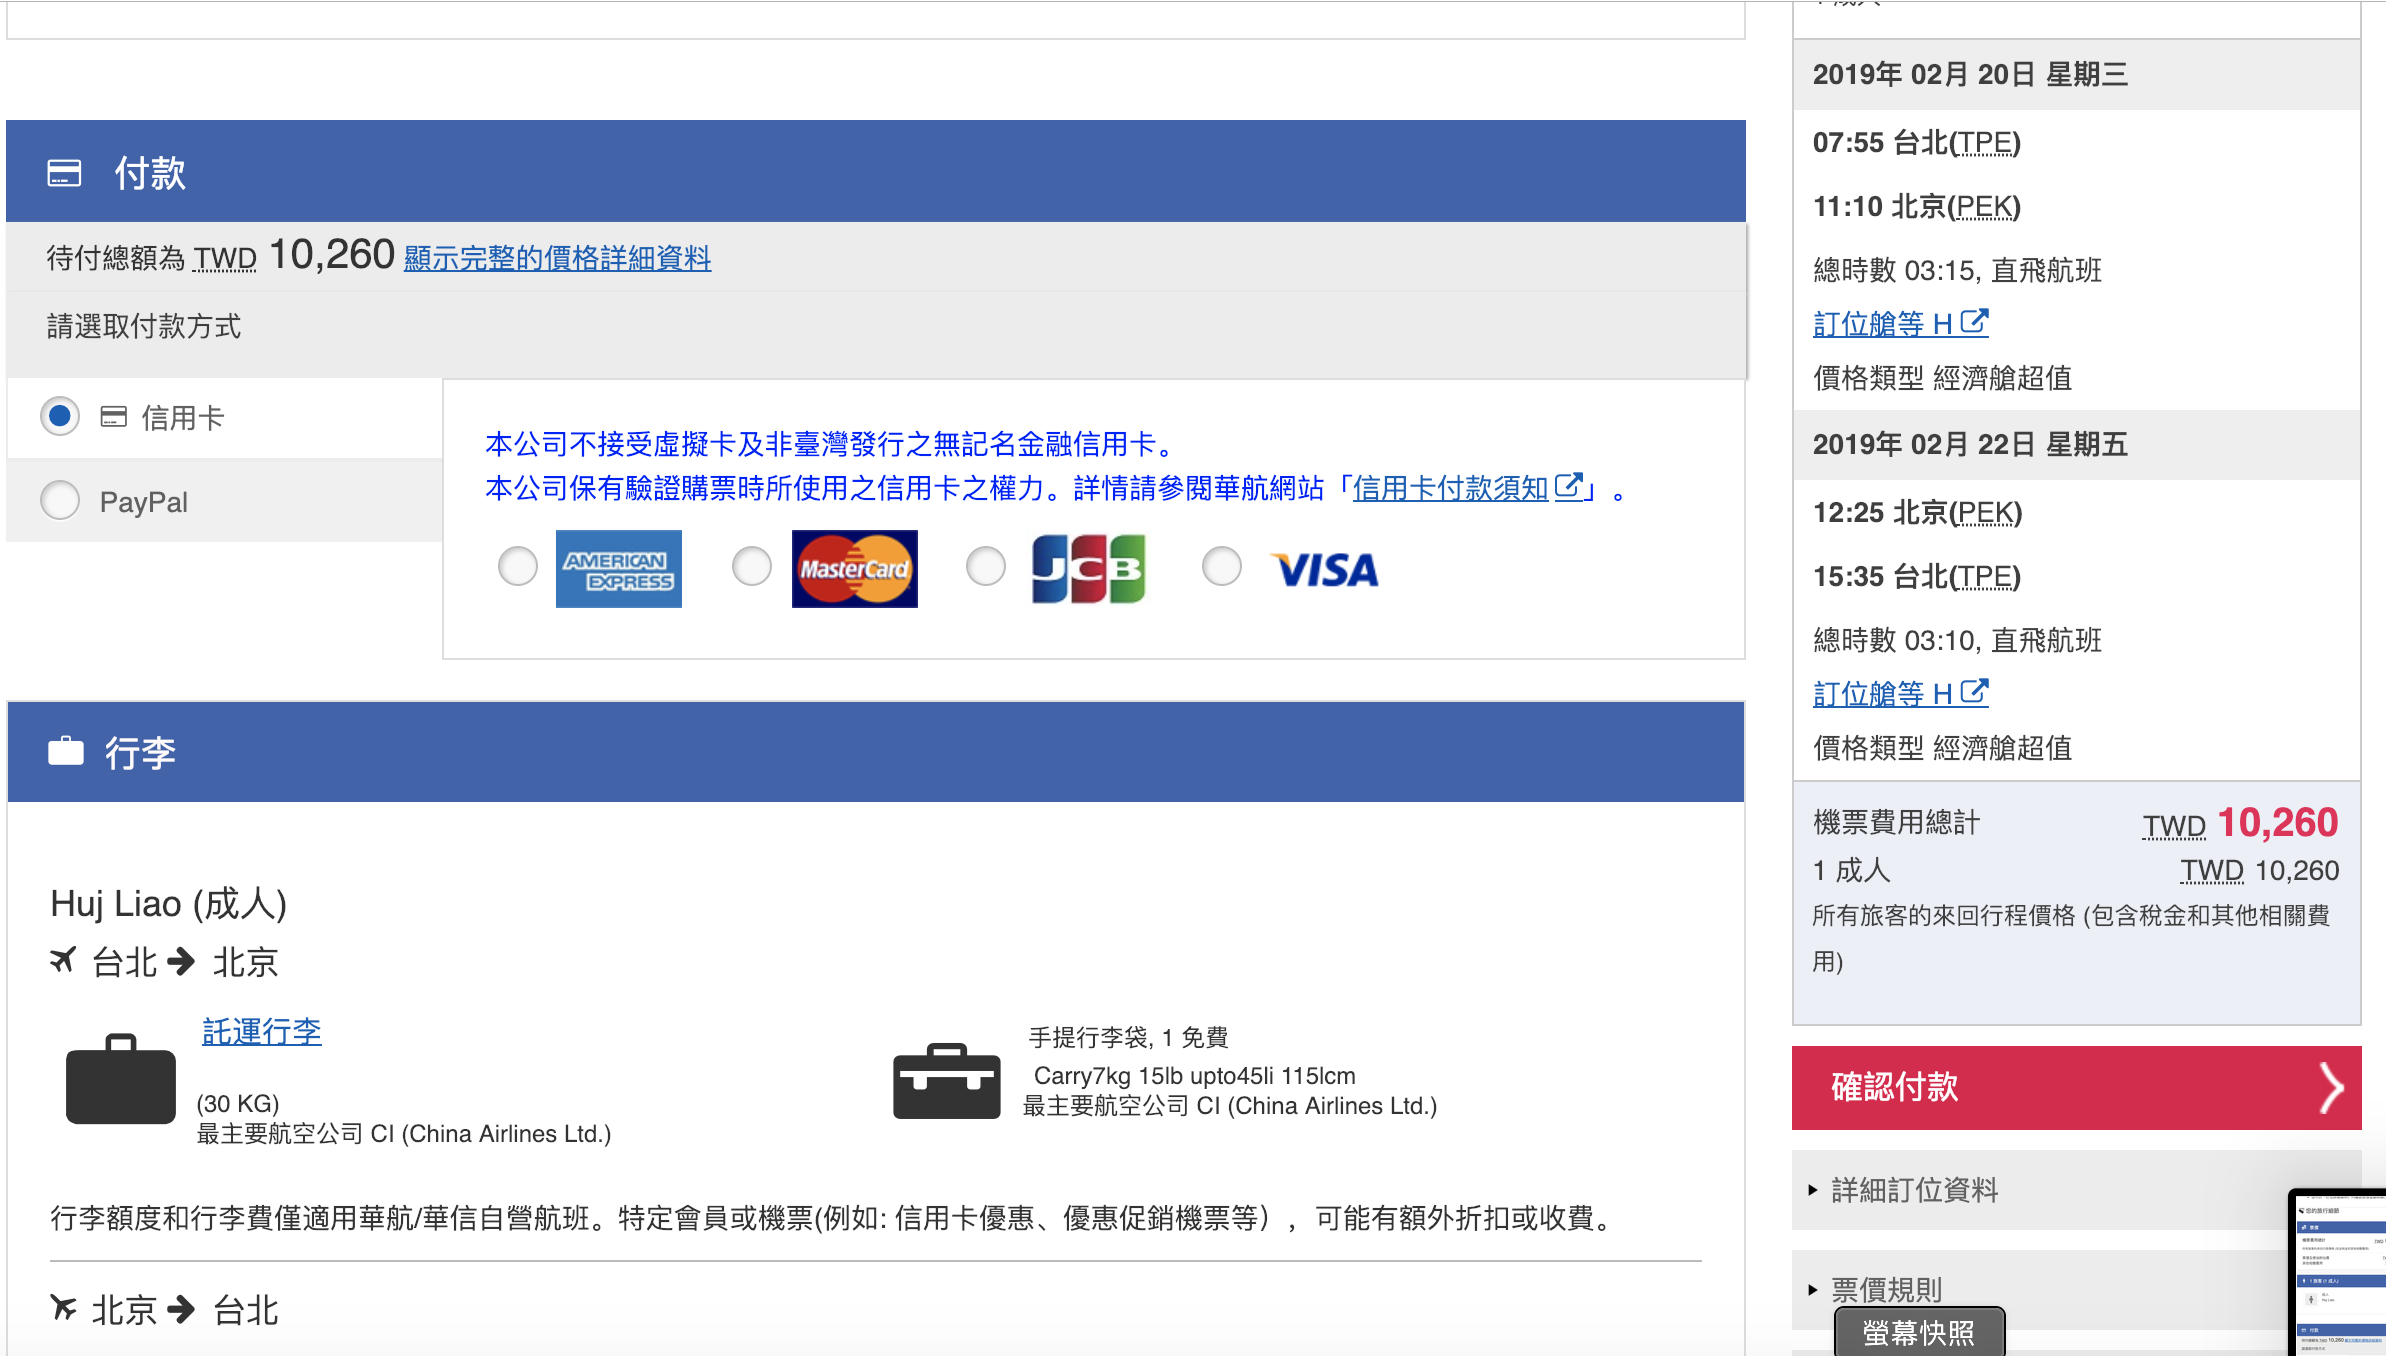 付款
待付總額為 TWD 10,260 顯示完整的價格詳細資料
請選取付款方式
信用卡
PayPal
本公司不接受虛擬卡及非臺灣發行之無記名金融信用卡。
本公司保有驗證購票時所使用之信用卡之權力。詳情請參閱華航網站「信用卡付款須知」。
AMERICAN EXPRESS
MasterCard
JCB
VISA
行李
Huj Liao (成人)
台北 北京
託運行李
(30 KG)
最主要航空公司 CI (China Airlines Ltd.)
手提行李袋, 1 免費
Carry7kg 15lb upto45li 115lcm
最主要航空公司 CI (China Airlines Ltd.)
行李額度和行李費僅適用華航/華信自營航班。特定會員或機票(例如: 信用卡優惠、優惠促銷機票等），可能有額外折扣或收費。
北京 台北
2019年 02月 20日 星期三
07:55 台北(TPE)
11:10 北京(PEK)
總時數 03:15, 直飛航班
訂位艙等 H
價格類型 經濟艙超值
2019年 02月 22日 星期五
12:25 北京(PEK)
15:35 台北(TPE)
總時數 03:10, 直飛航班
訂位艙等 H
價格類型 經濟艙超值
機票費用總計 TWD 10,260
1 成人 TWD 10,260
所有旅客的來回行程價格 (包含稅金和其他相關費
用)
確認付款
詳細訂位資料
票價規則
螢幕快照